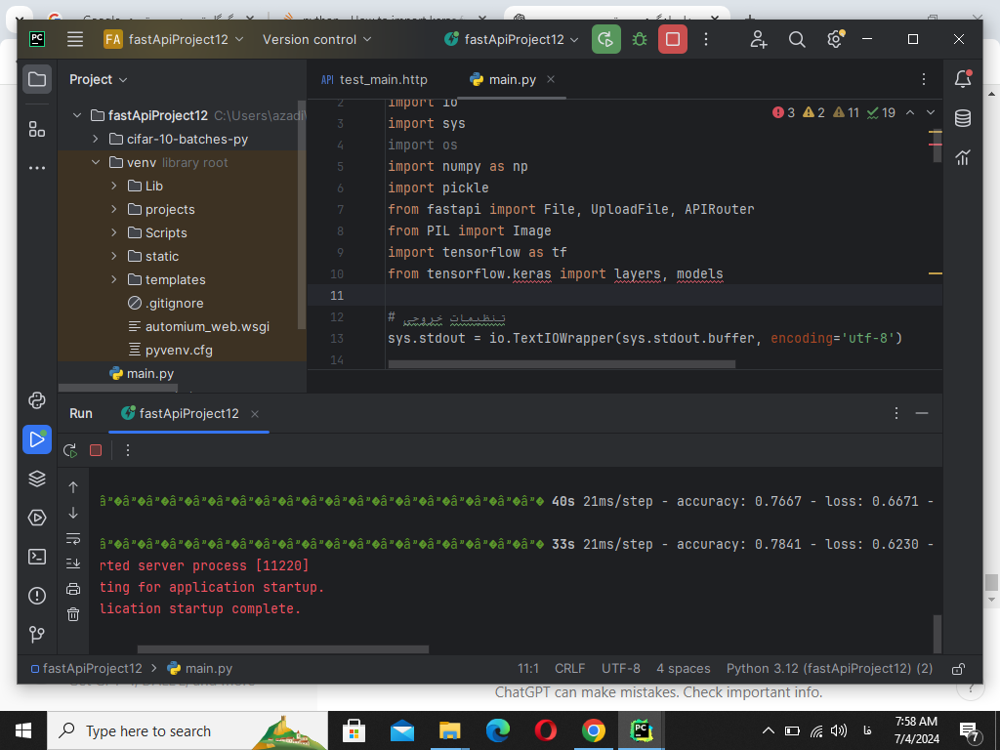 PC
FA fastApiProject12
Version control
fastApiProject12
Project
API test_main.http
main.py
fastApiProject12 C:\Users\azadi\
cifar-10-batches-py
venv library root
Lib
projects
Scripts
static
templates
.gitignore
automium_web.wsgi
pyvenv.cfg
main.py
3 2 11 19
2 import io
3 import sys
4 import os
5 import numpy as np
6 import pickle
7 from fastapi import File, UploadFile, APIRouter
8 from PIL import Image
9 import tensorflow as tf
10 from tensorflow.keras import layers, models
11
12 # تنظیمات خروجی
13 sys.stdout = io.TextIOWrapper(sys.stdout.buffer, encoding='utf-8')
14
Run
fastApiProject12
40s 21ms/step - accuracy: 0.7667 - loss: 0.6671 -
33s 21ms/step - accuracy: 0.7841 - loss: 0.6230 -
rted server process [11220]
ting for application startup.
lication startup complete.
fastApiProject12 > main.py
11:1 CRLF UTF-8 4 spaces Python 3.12 (fastApiProject12) (2)
ChatGPT can make mistakes. Check important info.
?
Type here to search
PC
فا
7:58 AM
7/4/2024
7